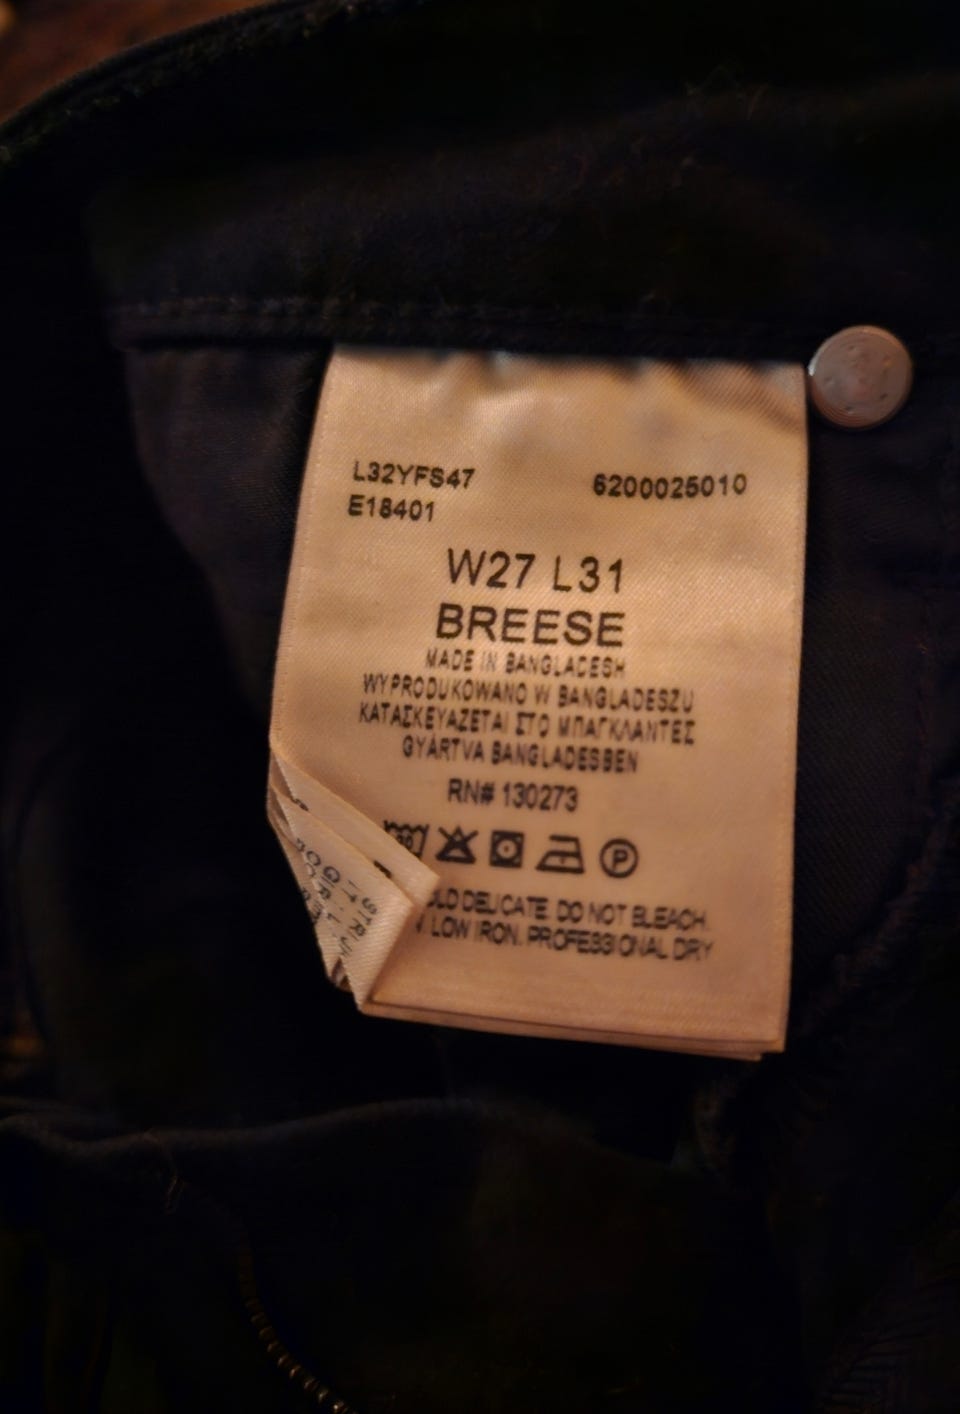 L32YFS47 6200025010
E18401
W27 L31
BREESE
MADE IN BANGLADESH
WYPRODUKOWANO W BANGLADESZU
ΚΑΤΑΣΚΕΥΑΖΕΤΑΙ ΣΤΟ ΜΠΑΓΚΛΑΝΤΕΣ
GYÁRTVA BANGLADESBEN
RN# 130273
P
DELICATE. DO NOT BLEACH.
LOW IRON. PROFESSIONAL DRY